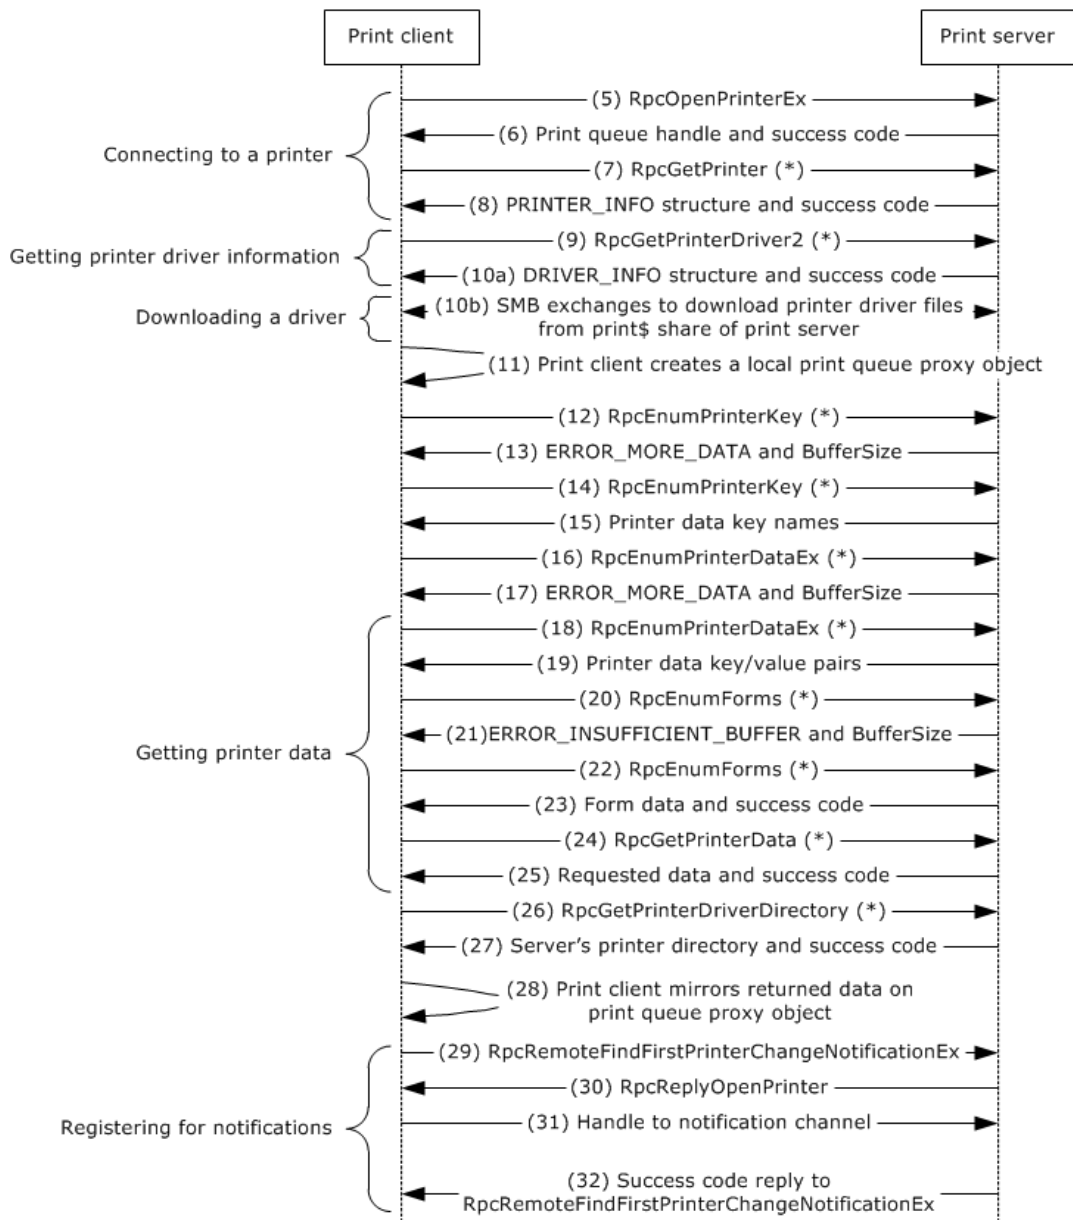 Print client
Print server
(5) RpcOpenPrinterEx
(6) Print queue handle and success code
Connecting to a printer
(7) RpcGetPrinter (*)
(8) PRINTER_INFO structure and success code
(9) RpcGetPrinterDriver2 (*)
Getting printer driver information
(10a) DRIVER_INFO structure and success code
(10b) SMB exchanges to download printer driver files
Downloading a driver
from print$ share of print server
(11) Print client creates a local print queue proxy object
(12) RpcEnumPrinterKey (*)
(13) ERROR_MORE_DATA and BufferSize
(14) RpcEnumPrinterKey (*)
(15) Printer data key names
(16) RpcEnumPrinterDataEx (*)
(17) ERROR_MORE_DATA and BufferSize
(18) RpcEnumPrinterDataEx (*)
(19) Printer data key/value pairs
(20) RpcEnumForms (*)
(21)ERROR_INSUFFICIENT_BUFFER and BufferSize
Getting printer data
(22) RpcEnumForms (*)
(23) Form data and success code
(24) RpcGetPrinterData (*)
(25) Requested data and success code
(26) RpcGetPrinterDriverDirectory (*)
(27) Server’s printer directory and success code
(28) Print client mirrors returned data on
print queue proxy object
(29) RpcRemoteFindFirstPrinterChangeNotificationEx
(30) RpcReplyOpenPrinter
Registering for notifications
(31) Handle to notification channel
(32) Success code reply to
RpcRemoteFindFirstPrinterChangeNotificationEx